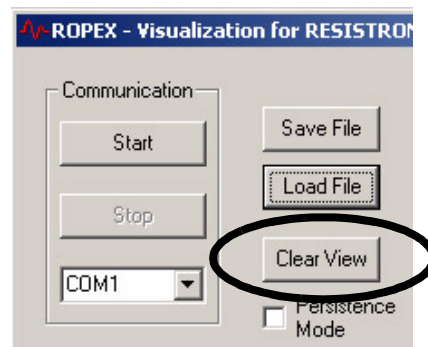 ROPEX - Visualization for RESISTRON
Communication
Start
Stop
COM1
Save File
Load File
Clear View
Persistence
Mode